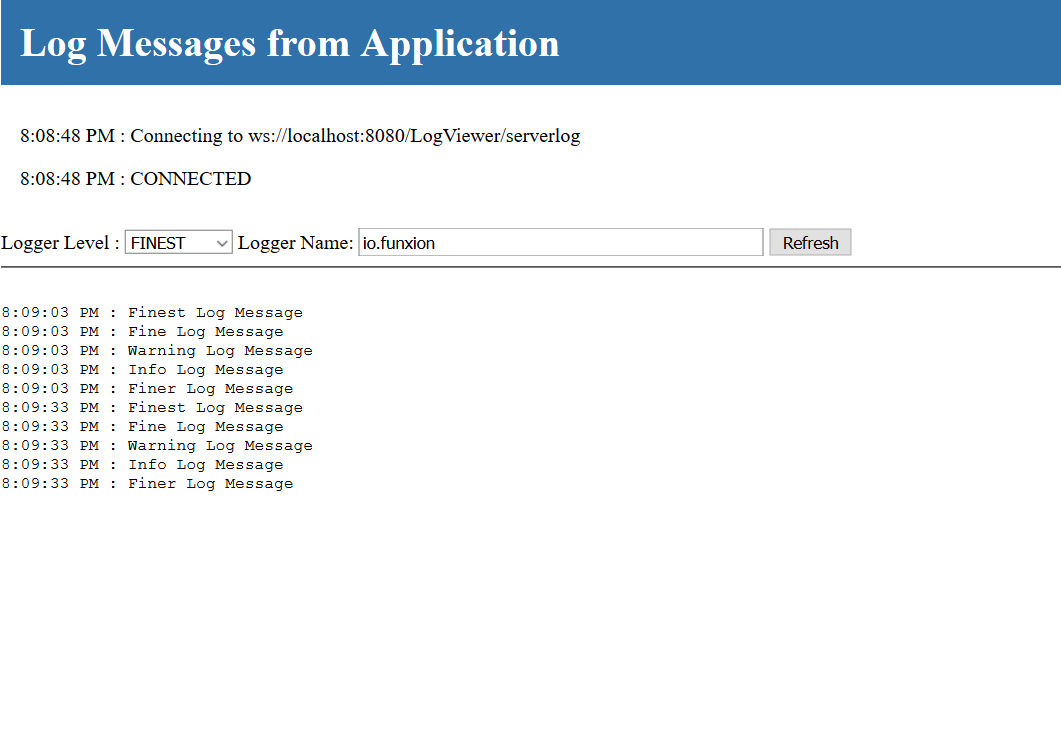 Log Messages from Application
8:08:48 PM : Connecting to ws://localhost:8080/LogViewer/serverlog
8:08:48 PM : CONNECTED
Logger Level : FINEST Logger Name: io.funxion Refresh
8:09:03 PM : Finest Log Message
8:09:03 PM : Fine Log Message
8:09:03 PM : Warning Log Message
8:09:03 PM : Info Log Message
8:09:03 PM : Finer Log Message
8:09:33 PM : Finest Log Message
8:09:33 PM : Fine Log Message
8:09:33 PM : Warning Log Message
8:09:33 PM : Info Log Message
8:09:33 PM : Finer Log Message